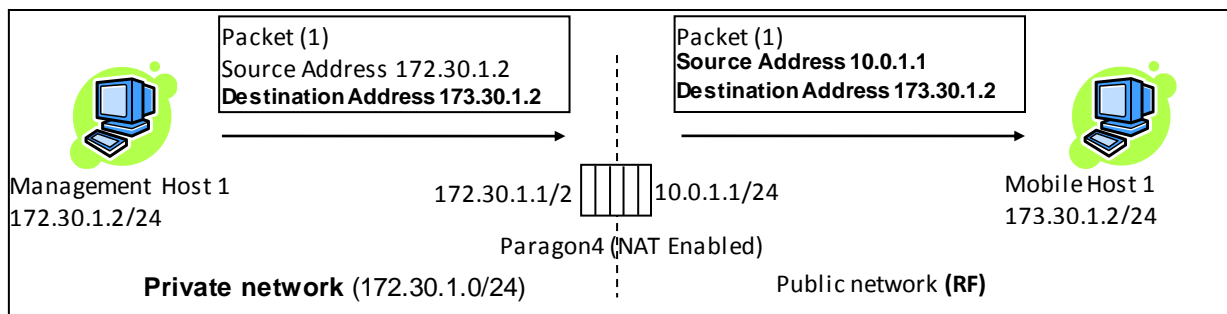 Packet (1)
Source Address 172.30.1.2
Destination Address 173.30.1.2
Packet (1)
Source Address 10.0.1.1
Destination Address 173.30.1.2
Management Host 1
172.30.1.2/24
172.30.1.1/2
10.0.1.1/24
Mobile Host 1
173.30.1.2/24
Paragon4 (NAT Enabled)
Private network (172.30.1.0/24)
Public network (RF)